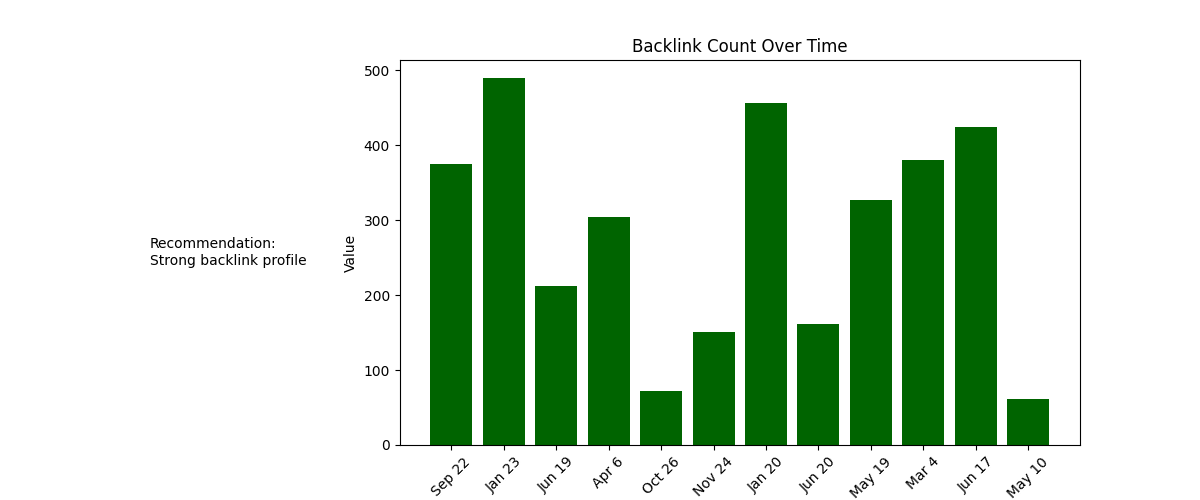 Backlink Count Over Time
Recommendation:
Strong backlink profile
Value
500
400
300
200
100
0
Sep 22
Jan 23
Jun 19
Apr 6
Oct 26
Nov 24
Jan 20
Jun 20
May 19
Mar 4
Jun 17
May 10